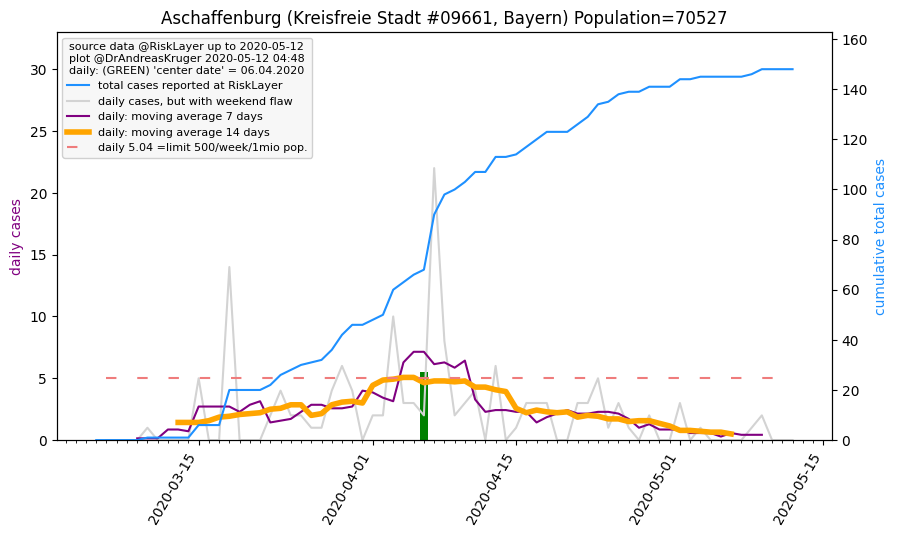 Aschaffenburg (Kreisfreie Stadt #09661, Bayern) Population=70527
source data @RiskLayer up to 2020-05-12
plot @DrAndreasKruger 2020-05-12 04:48
daily: (GREEN) 'center date' = 06.04.2020
total cases reported at RiskLayer
daily cases, but with weekend flaw
daily: moving average 7 days
daily: moving average 14 days
daily 5.04 =limit 500/week/1mio pop.
daily cases
30
25
20
15
10
5
0
160
140
120
100
80
60
40
20
0
cumulative total cases
2020-03-15
2020-04-01
2020-04-15
2020-05-01
2020-05-15